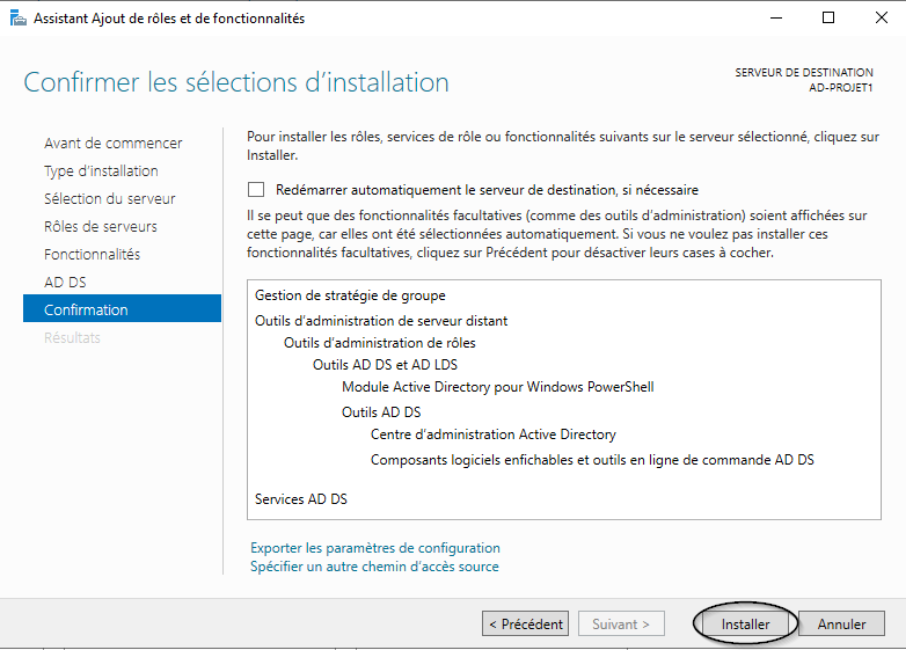 Assistant Ajout de rôles et de fonctionnalités
Confirmer les sélections d'installation
SERVEUR DE DESTINATION
AD-PROJET1
Avant de commencer
Type d'installation
Sélection du serveur
Rôles de serveurs
Fonctionnalités
AD DS
Confirmation
Résultats
Pour installer les rôles, services de rôle ou fonctionnalités suivants sur le serveur sélectionné, cliquez sur
Installer.
Redémarrer automatiquement le serveur de destination, si nécessaire
Il se peut que des fonctionnalités facultatives (comme des outils d'administration) soient affichées sur
cette page, car elles ont été sélectionnées automatiquement. Si vous ne voulez pas installer ces
fonctionnalités facultatives, cliquez sur Précédent pour désactiver leurs cases à cocher.
Gestion de stratégie de groupe
Outils d'administration de serveur distant
Outils d'administration de rôles
Outils AD DS et AD LDS
Module Active Directory pour Windows PowerShell
Outils AD DS
Centre d'administration Active Directory
Composants logiciels enfichables et outils en ligne de commande AD DS
Services AD DS
Exporter les paramètres de configuration
Spécifier un autre chemin d'accès source
< Précédent
Suivant >
Installer
Annuler